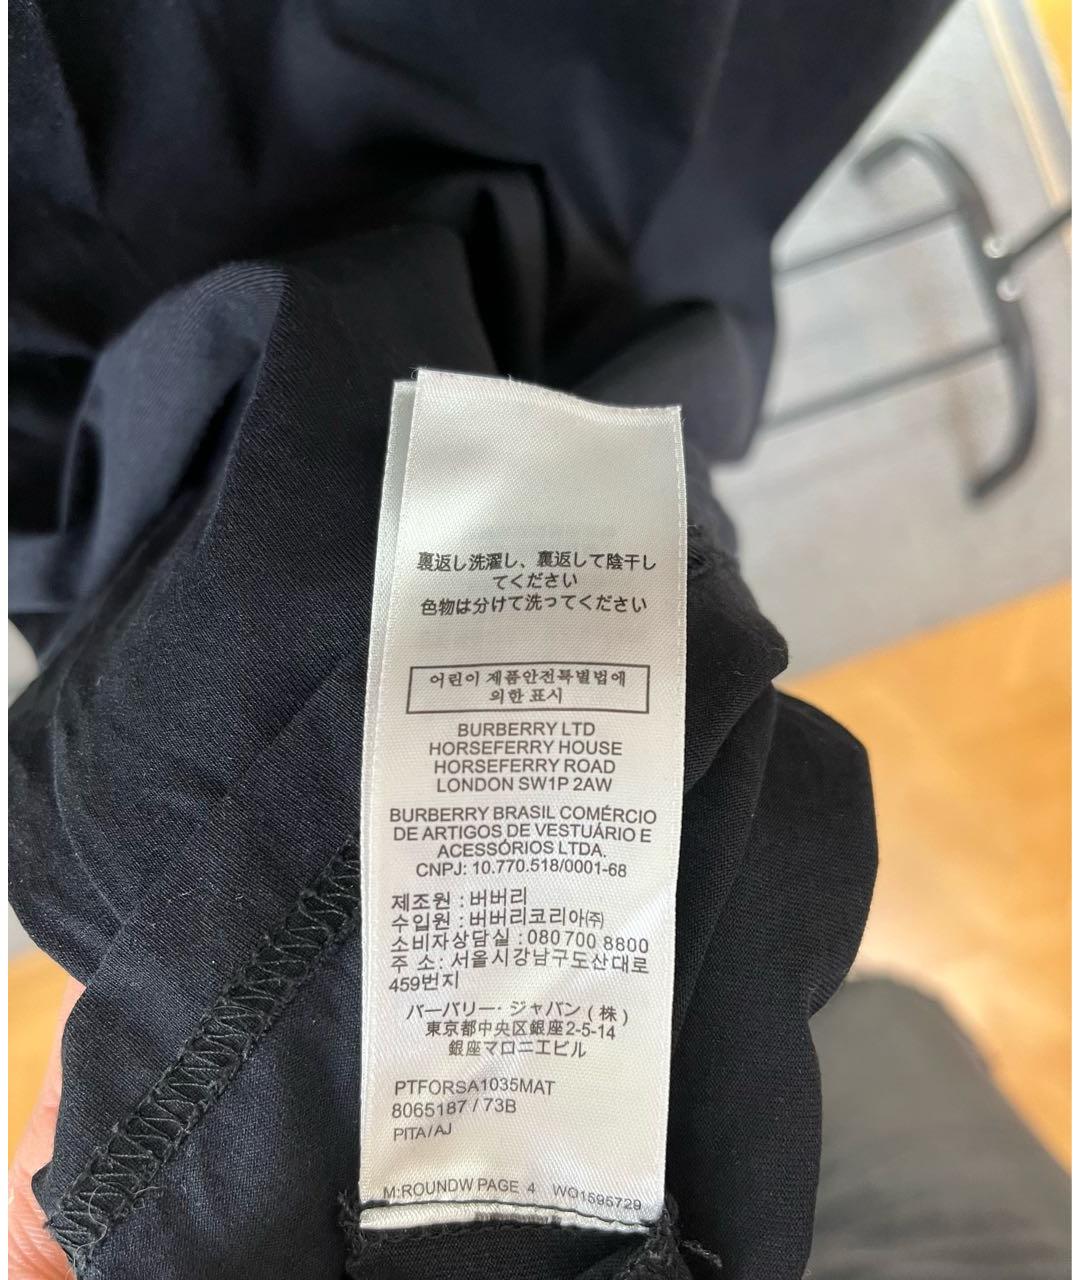 裏返し洗濯し、裏返して陰干し
てください
色物は分けて洗ってください
어린이 제품안전특별법에
의한 표시
BURBERRY LTD
HORSEFERRY HOUSE
HORSEFERRY ROAD
LONDON SW1P 2AW
BURBERRY BRASIL COMÉRCIO
DE ARTIGOS DE VESTUÁRIO E
ACESSÓRIOS LTDA.
CNPJ: 10.770.518/0001-68
제조원 : 버버리
수입원 : 버버리코리아㈜
소비자상담실 : 080 700 8800
주 소: 서울시강남구도산대로
459번지
バーバリー・ジャパン (株)
東京都中央区銀座2-5-14
銀座マロニエビル
PTFORSA1035MAT
8065187 / 73B
PITA/AJ
M:ROUNDW PAGE 4 WO1595729